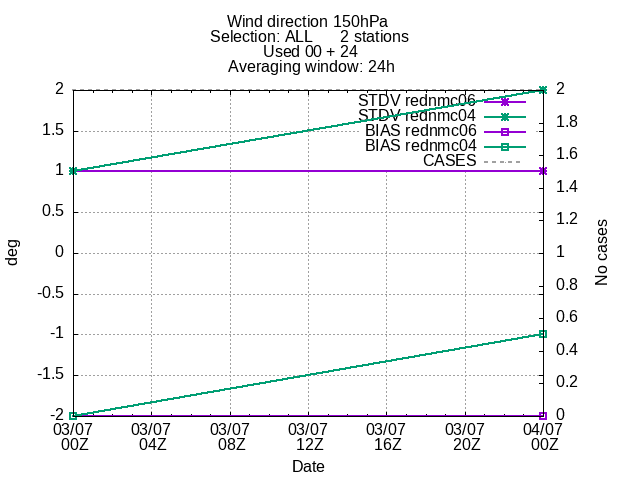 Wind direction 150hPa
Selection: ALL 2 stations
Used 00 + 24
Averaging window: 24h
STDV rednmc06
STDV rednmc04
BIAS rednmc06
BIAS rednmc04
CASES
2
1.5
1
0.5
0
-0.5
-1
-1.5
-2
deg
2
1.8
1.6
1.4
1.2
1
0.8
0.6
0.4
0.2
0
No cases
03/07 03/07 03/07 03/07 03/07 03/07 04/07
00Z 04Z 08Z 12Z 16Z 20Z 00Z
Date